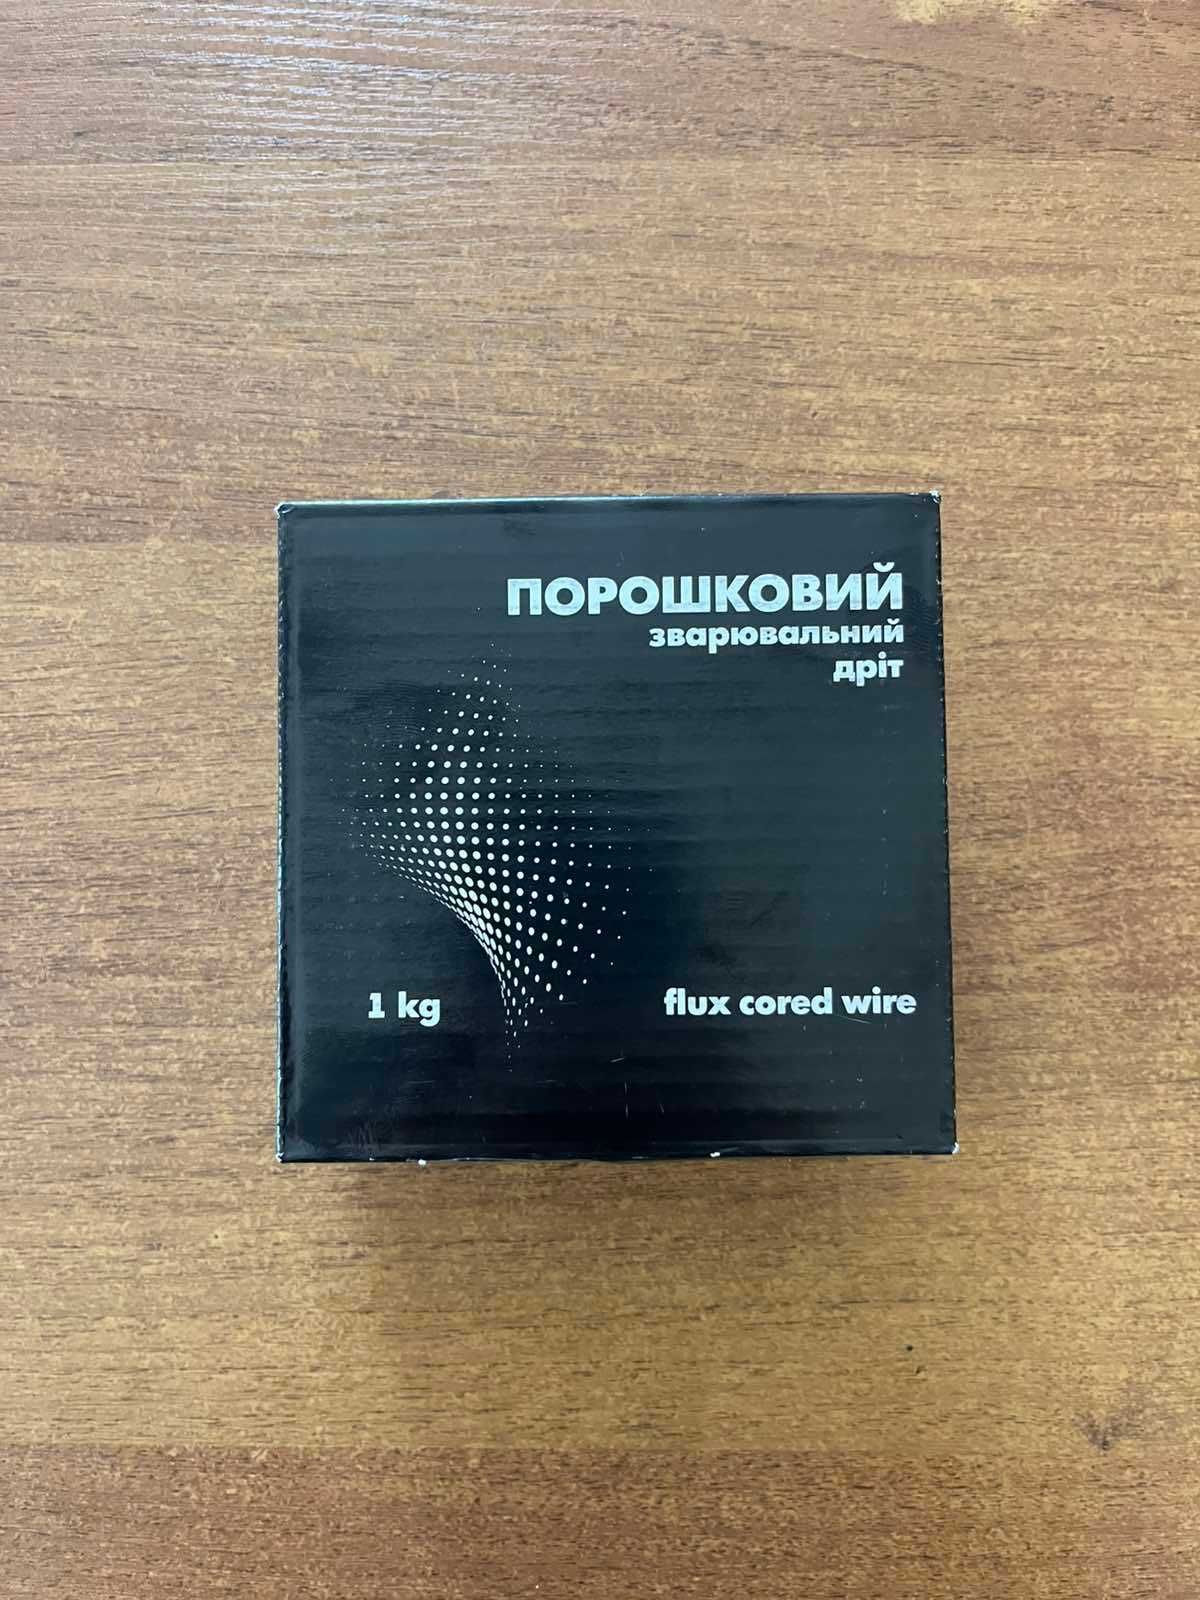 ПОРОШКОВИЙ
зварювальний
дріт
1 kg
flux cored wire